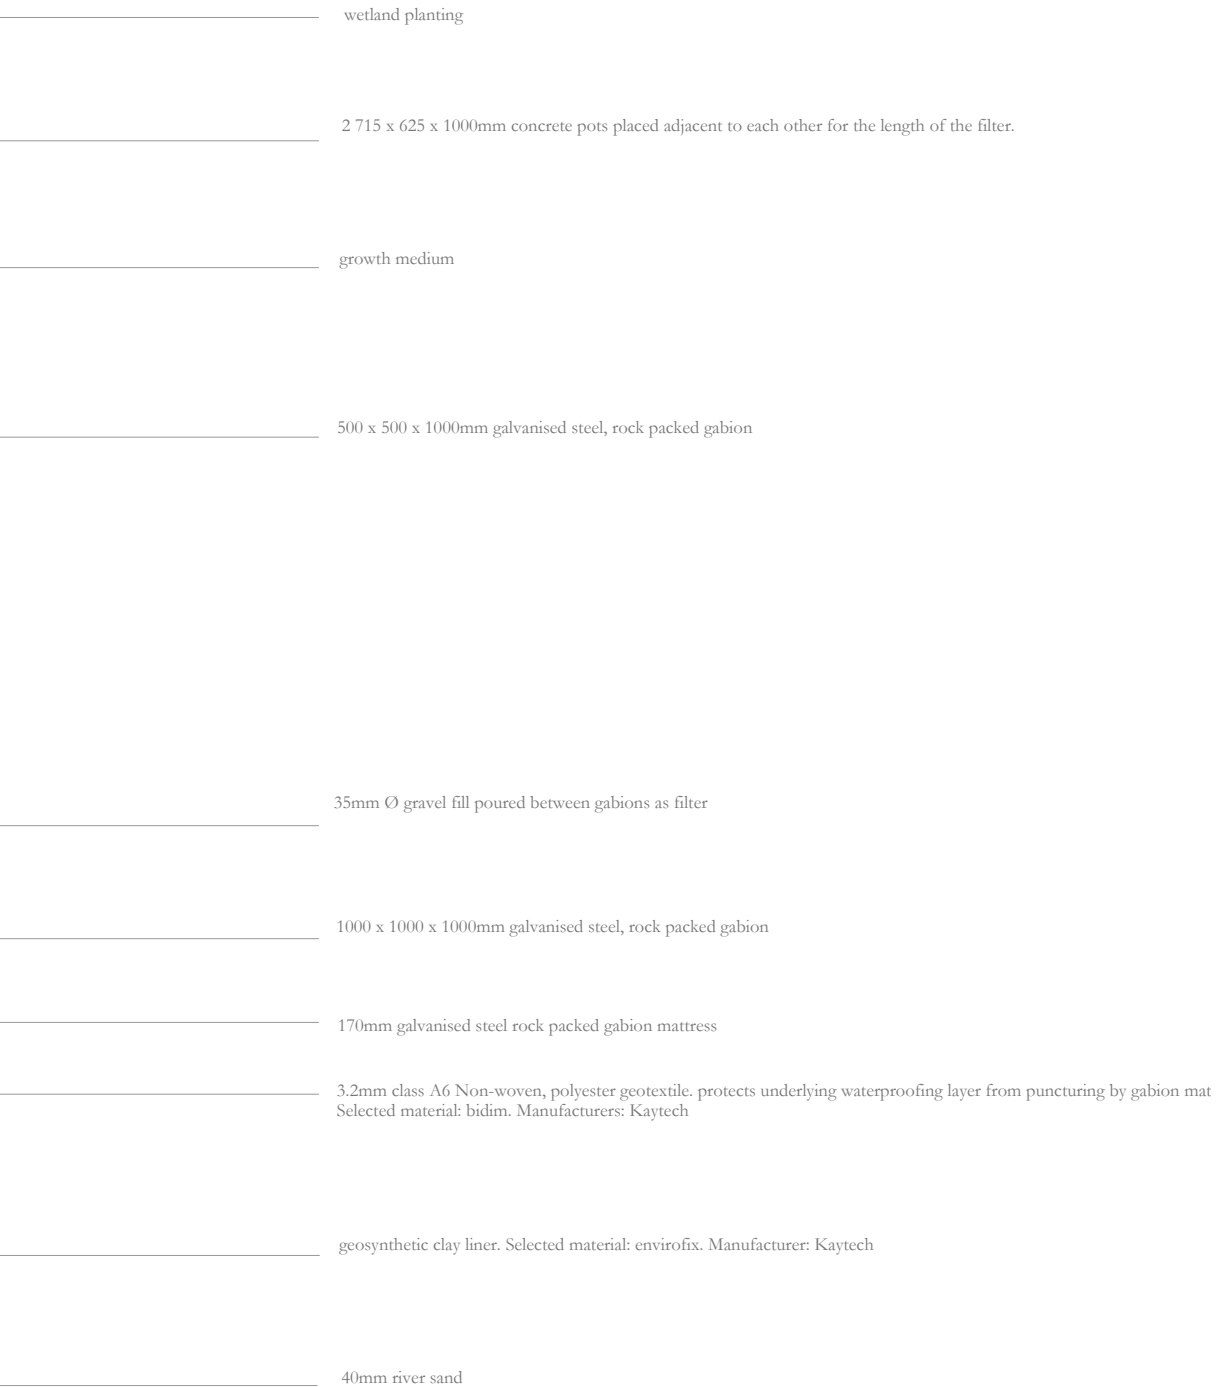 wetland planting
2 715 x 625 x 1000mm concrete pots placed adjacent to each other for the length of the filter.
growth medium
500 x 500 x 1000mm galvanised steel, rock packed gabion
35mm Ø gravel fill poured between gabions as filter
1000 x 1000 x 1000mm galvanised steel, rock packed gabion
170mm galvanised steel rock packed gabion mattress
3.2mm class A6 Non-woven, polyester geotextile. protects underlying waterproofing layer from puncturing by gabion mat
Selected material: bidim. Manufacturers: Kaytech
geosynthetic clay liner. Selected material: envirofix. Manufacturer: Kaytech
40mm river sand